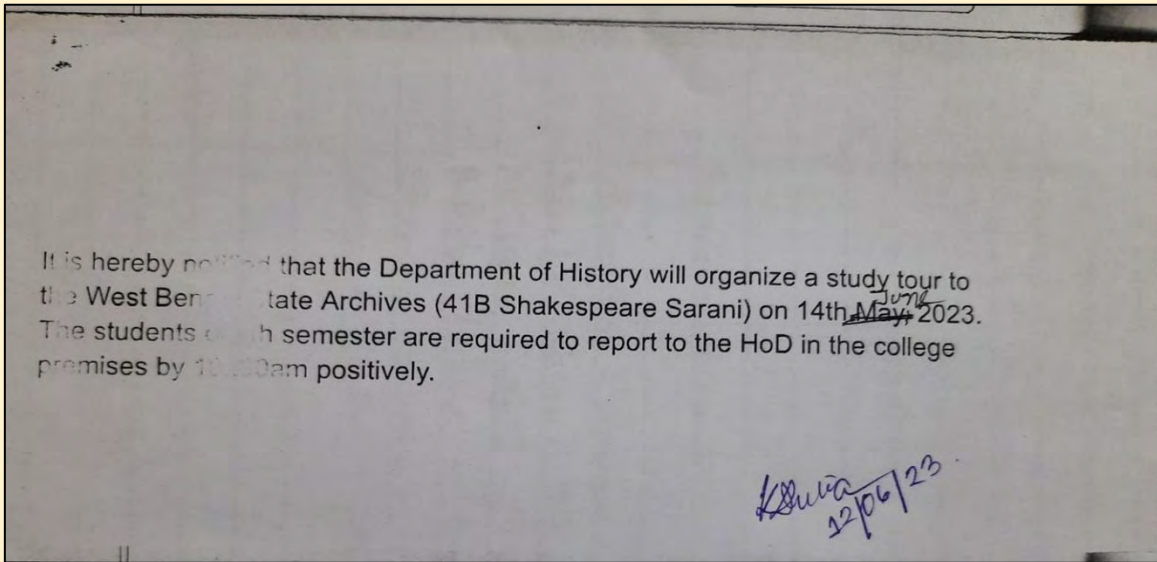 It is hereby that the Department of History will organize a study tour to
the West tate Archives (41B Shakespeare Sarani) on 14th May, June 2023.
The students semester are required to report to the HoD in the college
premises by am positively.
12/06/23